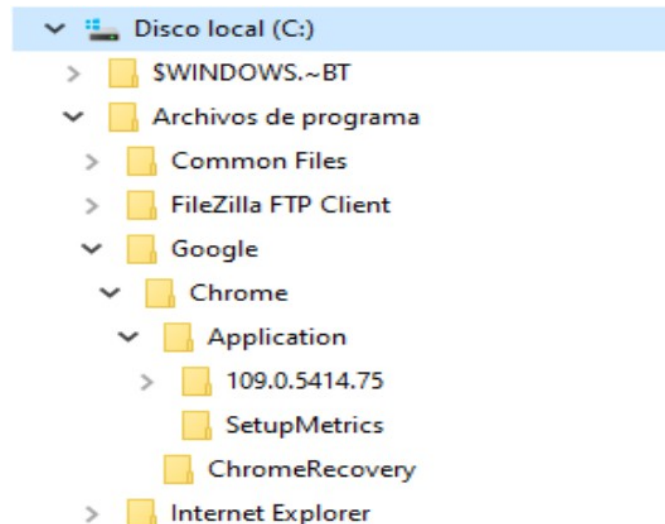 Disco local (C:)
$WINDOWS.~BT
Archivos de programa
Common Files
FileZilla FTP Client
Google
Chrome
Application
109.0.5414.75
SetupMetrics
ChromeRecovery
Internet Explorer